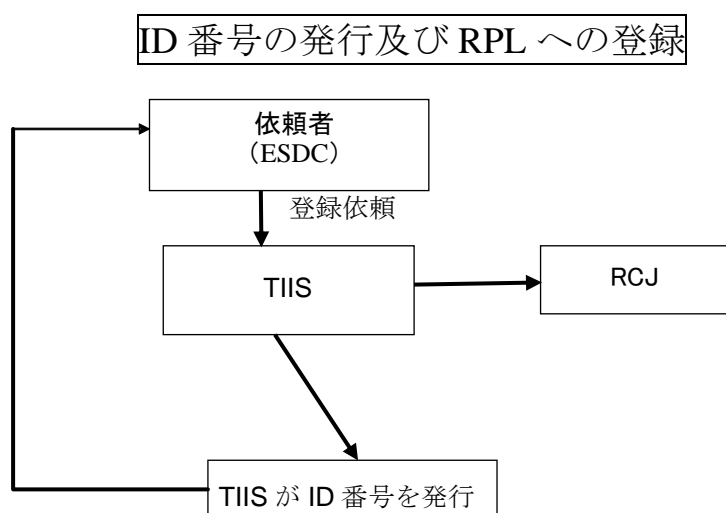 ID 番号の発行及び RPL への登録
依頼者
（ESDC）
登録依頼
TIIS
RCJ
TIIS が ID 番号を発行